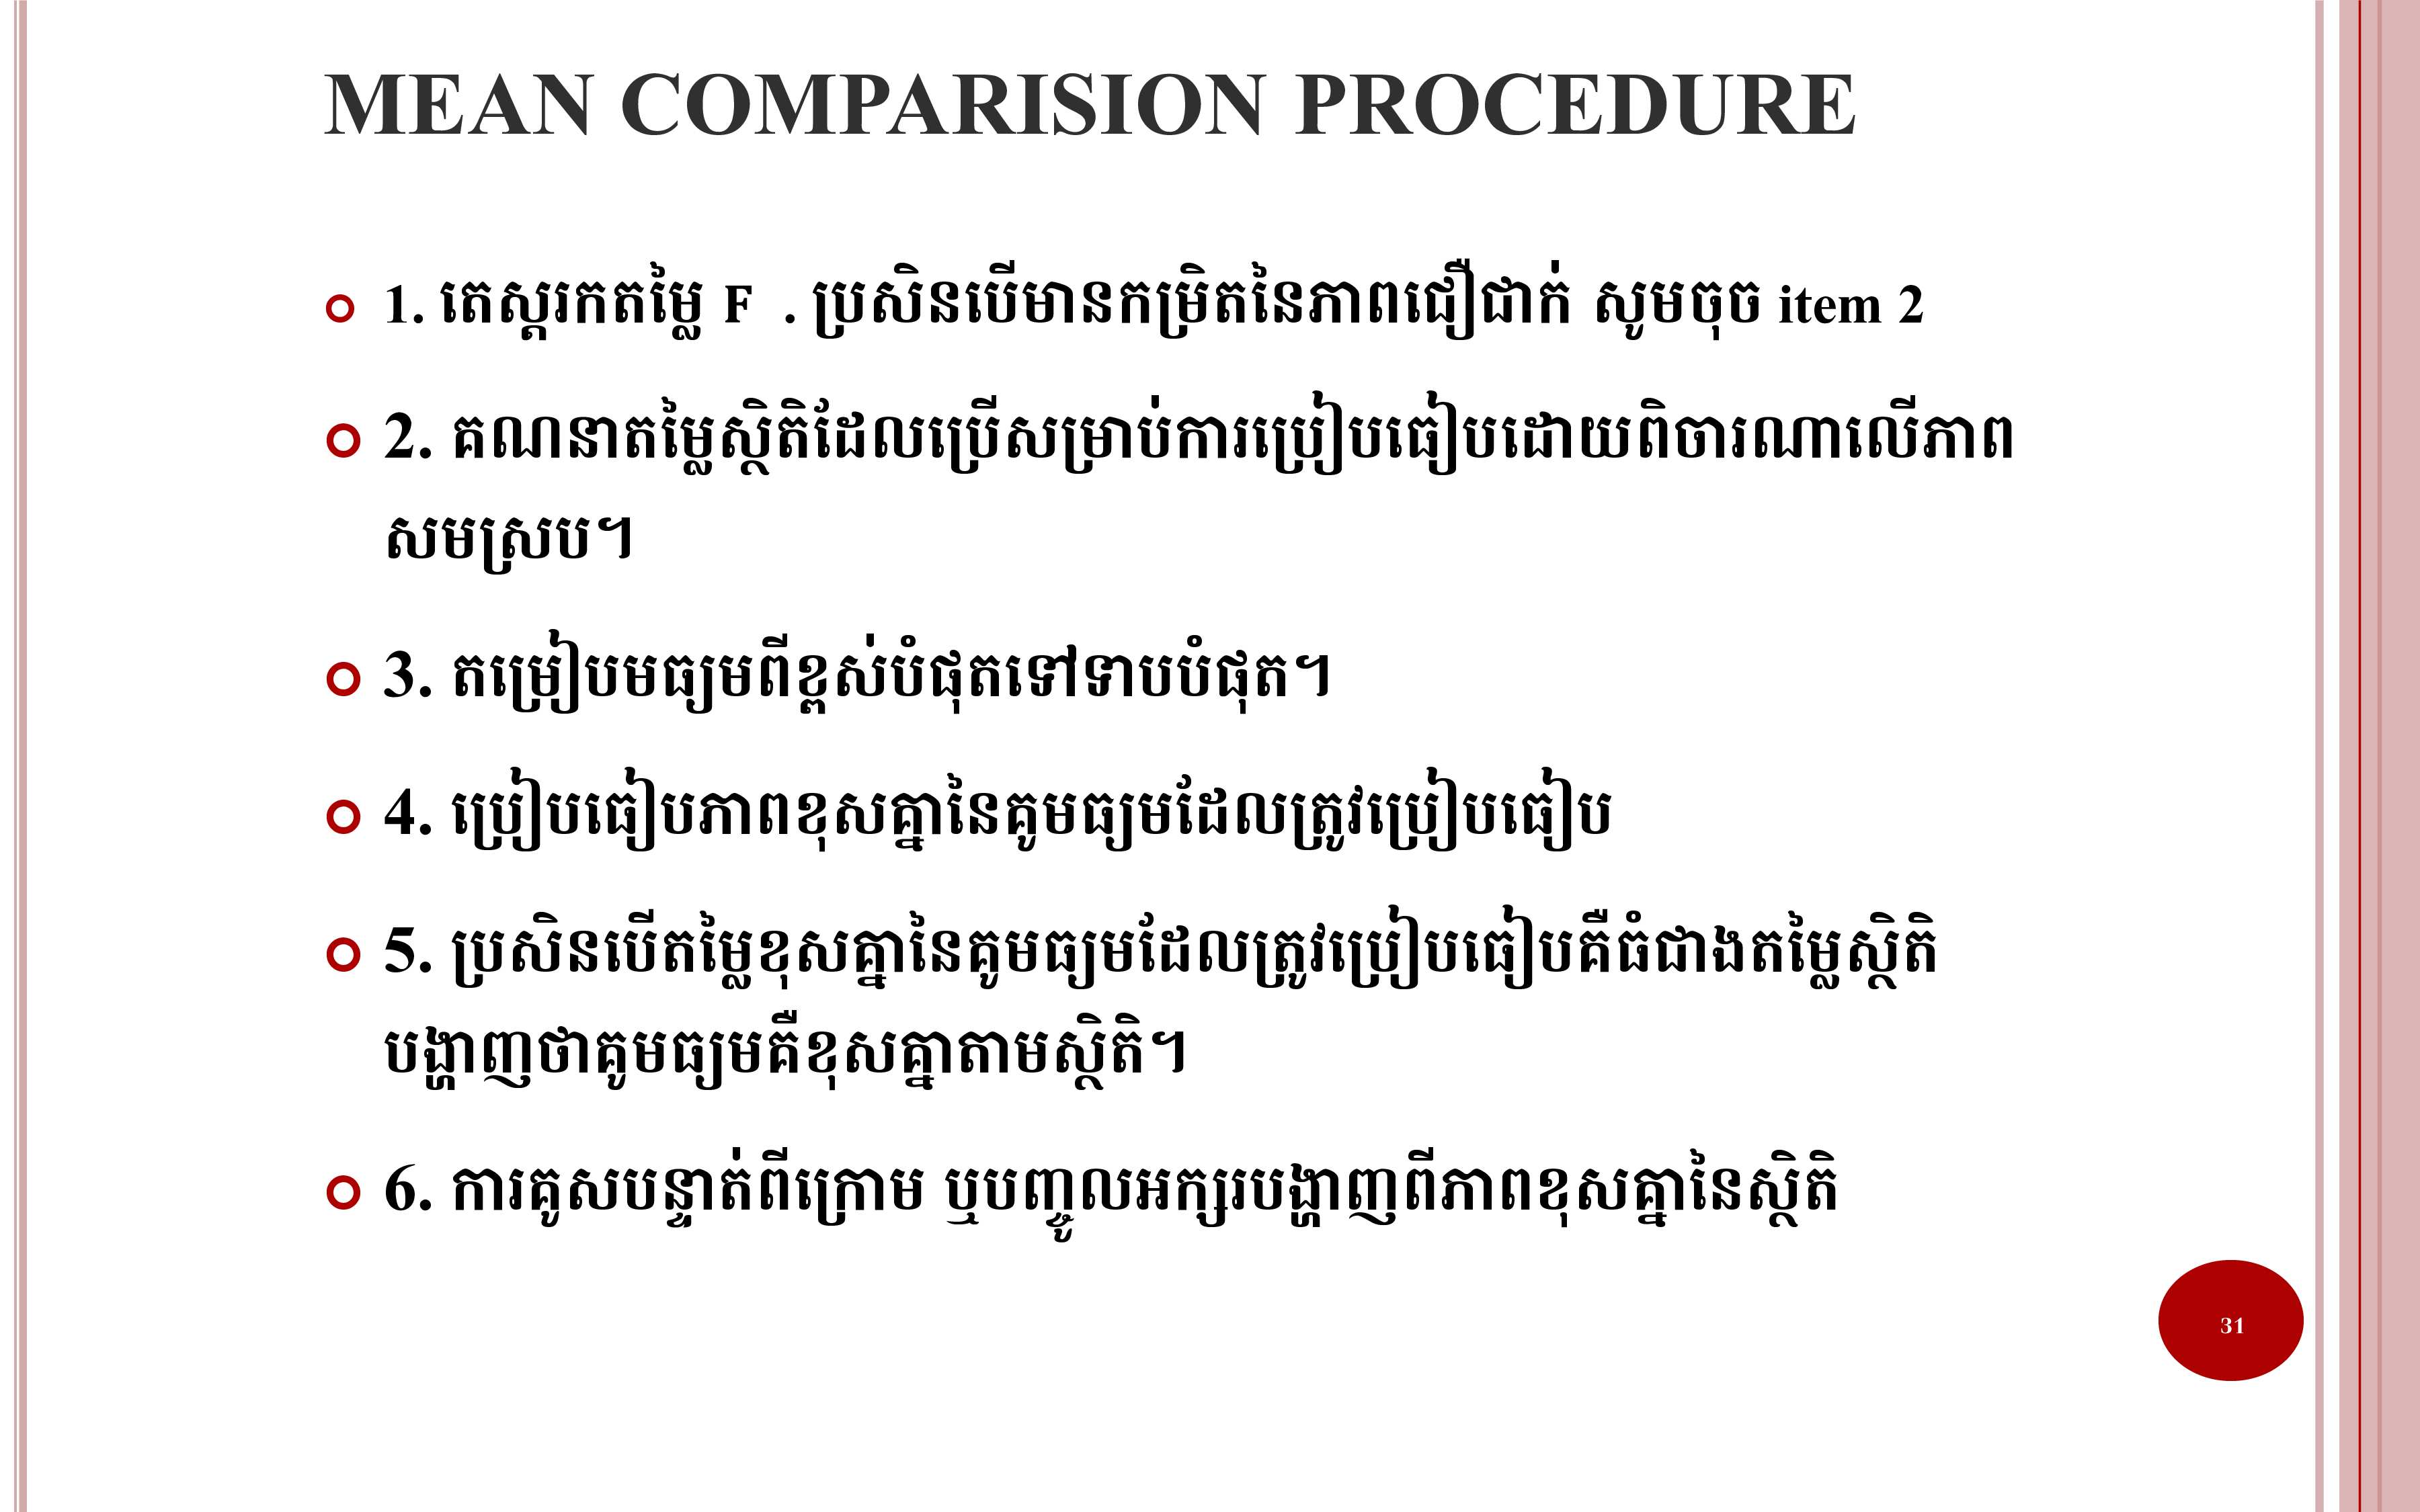 MEAN COMPARISION PROCEDURE
1. តេស្តរកតម្លៃ F . ប្រសិនបើមានកម្រិតនៃភាពជឿជាក់ សូមចុច item 2
2. គណនាតម្លៃស្ថិតិដែលប្រើសម្រាប់ការប្រៀបធៀបដោយពិចារណាលើភាព
សមស្រប។
3. តម្រៀបមធ្យមពីខ្ពស់បំផុតទៅទាបបំផុត។
4. ប្រៀបធៀបភាពខុសគ្នានៃគូមធ្យមដែលត្រូវប្រៀបធៀប
5. ប្រសិនបើតម្លៃខុសគ្នានៃគូមធ្យមដែលត្រូវប្រៀបធៀបគឺធំជាងតម្លៃស្ថិតិ
បង្ហាញថាគូមធ្យមគឺខុសគ្នាតាមស្ថិតិ។
6. ការគូសបន្ទាត់ពីក្រោម ឬបញ្ចូលអក្សរបង្ហាញពីភាពខុសគ្នានៃស្ថិតិ
31